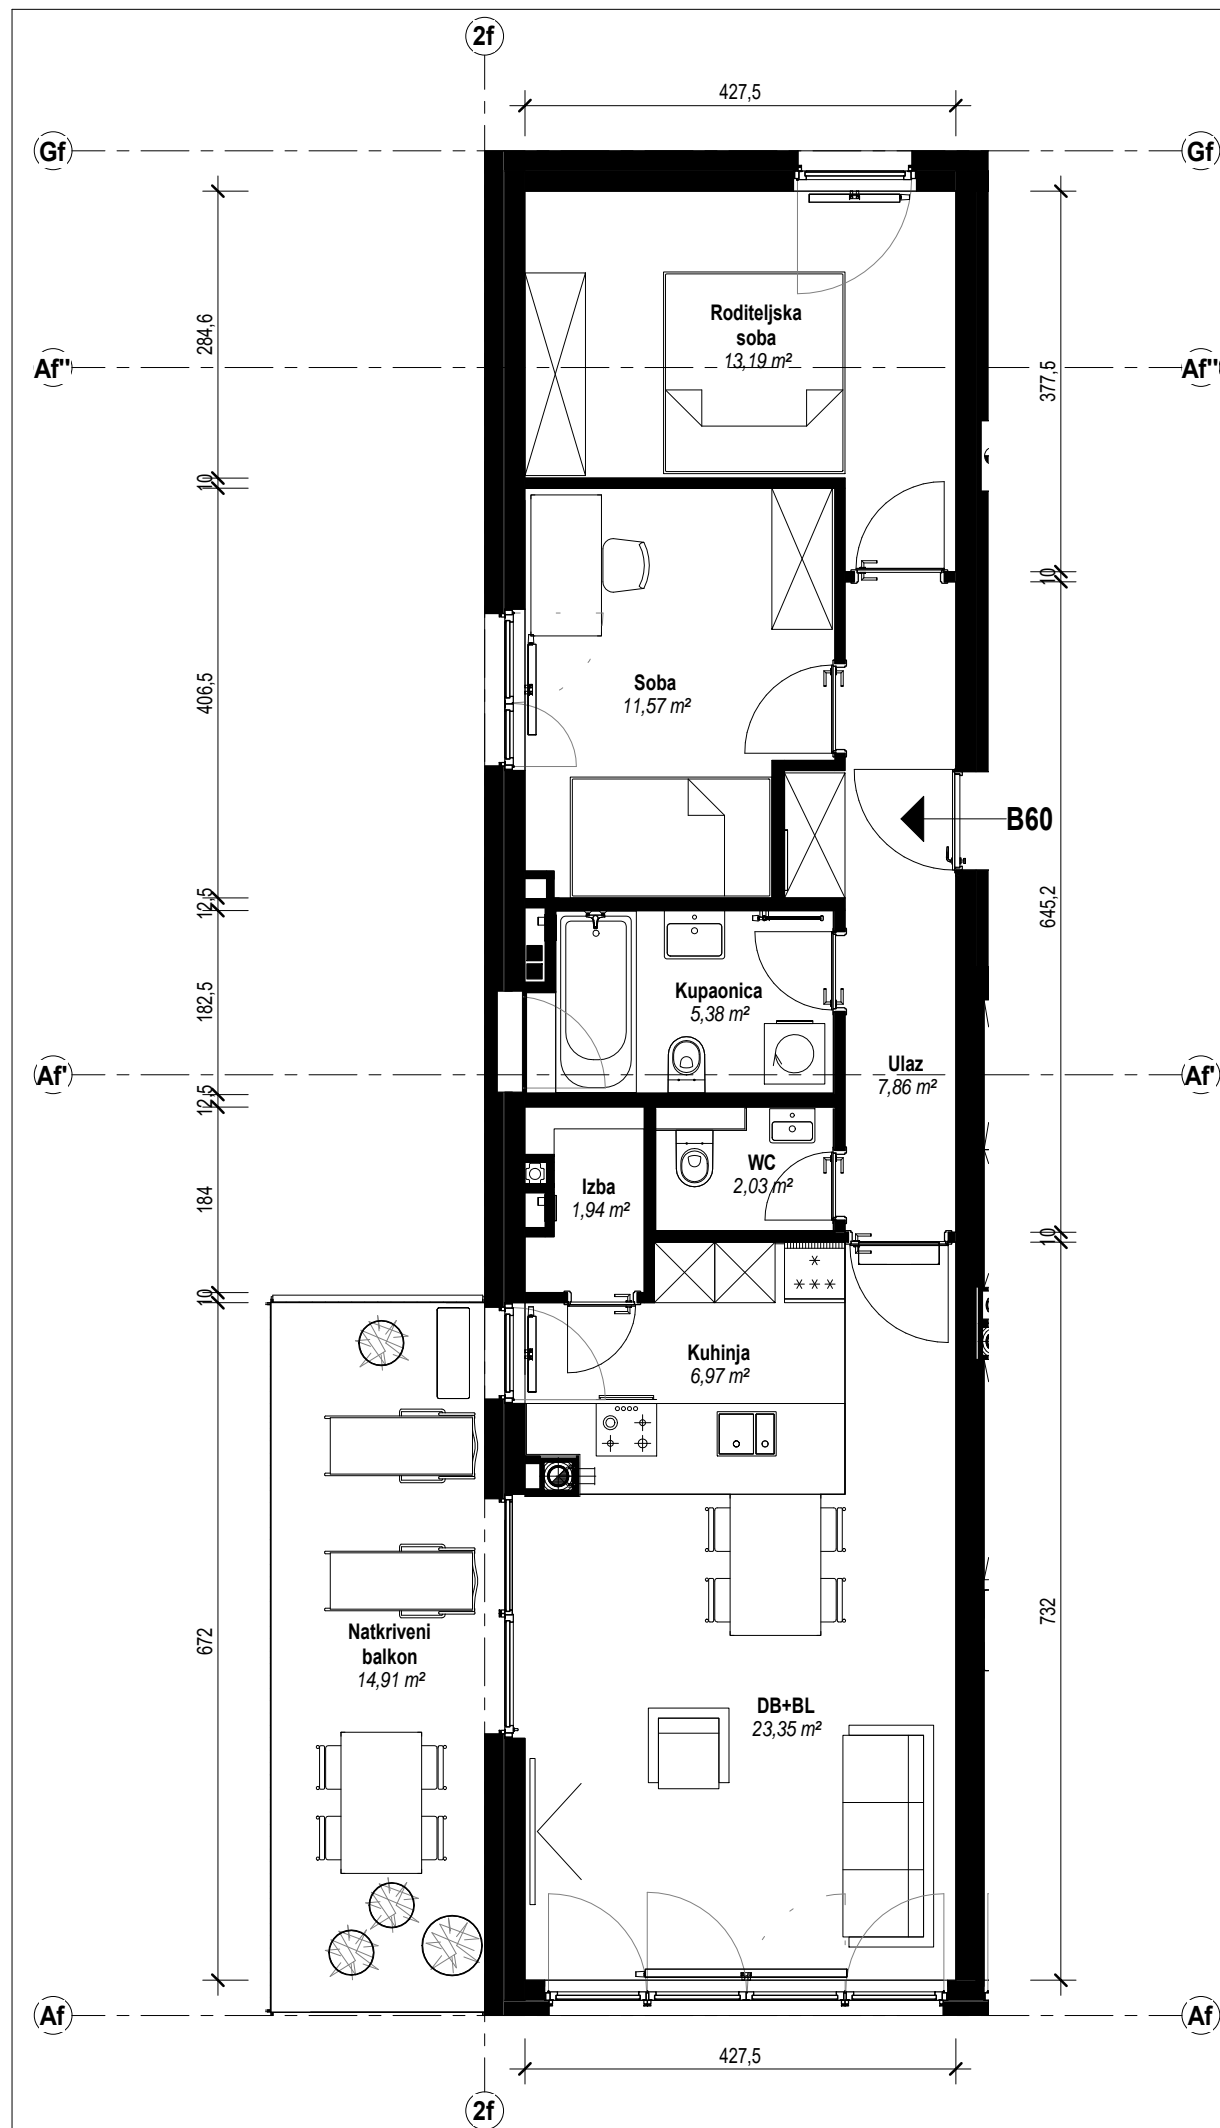 2f
427,5
Gf
Gf
284,6
Roditeljska
soba
13,19 m²
Af''
Af''
377,5
10
10
406,5
Soba
11,57 m²
B60
12,5
645,2
182,5
Kupaonica
5,38 m²
Af'
Af'
Ulaz
7,86 m²
12,5
184
WC
2,03 m²
Izba
1,94 m²
10
10
Kuhinja
6,97 m²
672
Natkriveni
balkon
14,91 m²
732
DB+BL
23,35 m²
Af
Af
427,5
2f